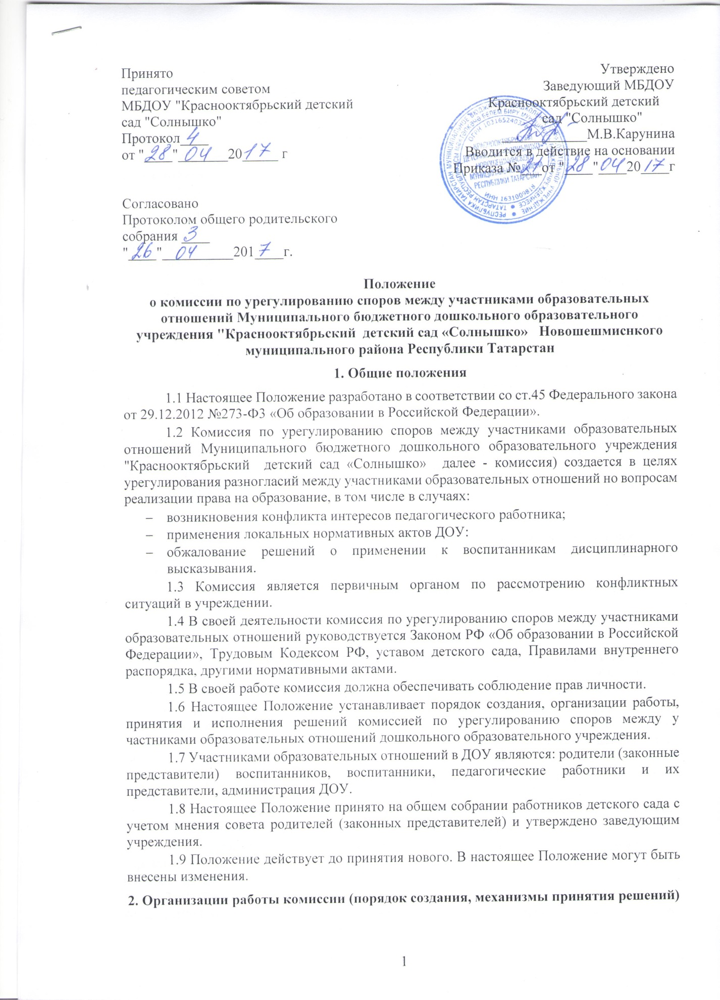 Принято
педагогическим советом
МБДОУ "Краснооктябрьский детский
сад "Солнышко"
Протокол 4
от "28" 04 2017 г
Утверждено
Заведующий МБДОУ
Краснооктябрьский детский
сад "Солнышко"
М.В.Карунина
Вводится в действие на основании
Приказа № от "28" 04 2017 г
ИНН 1631009818
Согласовано
Протоколом общего родительского
собрания 3
"26" 04 2017 г.
Положение
о комиссии по урегулированию споров между участниками образовательных
отношений Муниципального бюджетного дошкольного образовательного
учреждения "Краснооктябрьский детский сад «Солнышко» Новошешмиснкого
муниципального района Республики Татарстан
1. Общие положения
1.1 Настоящее Положение разработано в соответствии со ст.45 Федерального закона
от 29.12.2012 №273-ФЗ «Об образовании в Российской Федерации».
1.2 Комиссия по урегулированию споров между участниками образовательных
отношений Муниципального бюджетного дошкольного образовательного учреждения
"Краснооктябрьский детский сад «Солнышко» далее - комиссия) создается в целях
урегулирования разногласий между участниками образовательных отношений но вопросам
реализации права на образование, в том числе в случаях:
– возникновения конфликта интересов педагогического работника;
– применения локальных нормативных актов ДОУ:
– обжалование решений о применении к воспитанникам дисциплинарного
высказывания.
1.3 Комиссия является первичным органом по рассмотрению конфликтных
ситуаций в учреждении.
1.4 В своей деятельности комиссия по урегулированию споров между участниками
образовательных отношений руководствуется Законом РФ «Об образовании в Российской
Федерации», Трудовым Кодексом РФ, уставом детского сада, Правилами внутреннего
распорядка, другими нормативными актами.
1.5 В своей работе комиссия должна обеспечивать соблюдение прав личности.
1.6 Настоящее Положение устанавливает порядок создания, организации работы,
принятия и исполнения решений комиссией по урегулированию споров между у
частниками образовательных отношений дошкольного образовательного учреждения.
1.7 Участниками образовательных отношений в ДОУ являются: родители (законные
представители) воспитанников, воспитанники, педагогические работники и их
представители, администрация ДОУ.
1.8 Настоящее Положение принято на общем собрании работников детского сада с
учетом мнения совета родителей (законных представителей) и утверждено заведующим
учреждения.
1.9 Положение действует до принятия нового. В настоящее Положение могут быть
внесены изменения.
2. Организации работы комиссии (порядок создания, механизмы принятия решений)
1